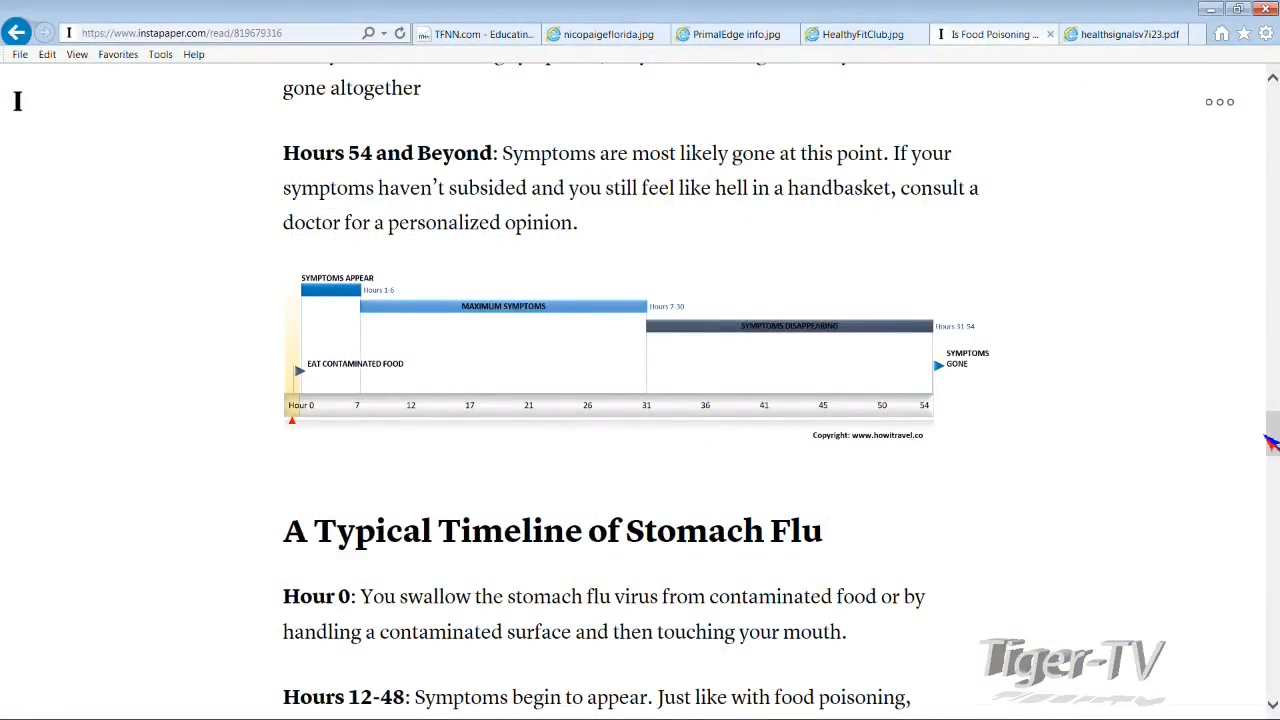 https://www.instapaper.com/read/819679316
TFNN.com - Educatin...
nicopaigeflorida.jpg
PrimalEdge info.jpg
HealthyFitClub.jpg
Is Food Poisoning ...
healthsignalsv7i23.pdf
File Edit View Favorites Tools Help
I
gone altogether
Hours 54 and Beyond: Symptoms are most likely gone at this point. If your
symptoms haven’t subsided and you still feel like hell in a handbasket, consult a
doctor for a personalized opinion.
SYMPTOMS APPEAR
Hours 1-6
MAXIMUM SYMPTOMS
Hours 7-30
SYMPTOMS DISAPPEARING
Hours 31-54
SYMPTOMS
GONE
EAT CONTAMINATED FOOD
Hour 0 7 12 17 21 26 31 36 41 45 50 54
Copyright: www.howitravel.co
A Typical Timeline of Stomach Flu
Hour 0: You swallow the stomach flu virus from contaminated food or by
handling a contaminated surface and then touching your mouth.
Hours 12-48: Symptoms begin to appear. Just like with food poisoning,
Tiger-TV